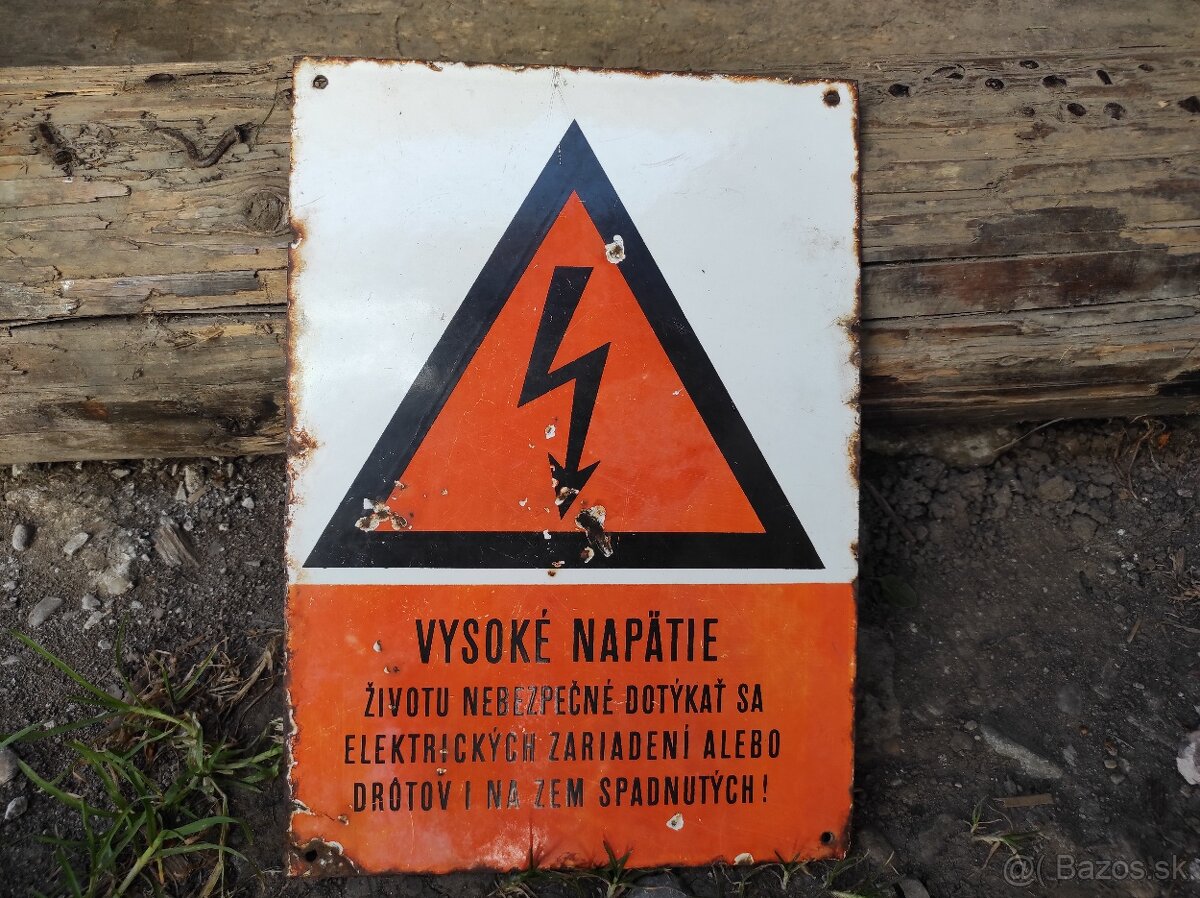 VYSOKÉ NAPÄTIE
ŽIVOTU NEBEZPEČNÉ DOTÝKAŤ SA
ELEKTRICKÝCH ZARIADENÍ ALEBO
DRÔTOV I NA ZEM SPADNUTÝCH!
@( Bazos.sk